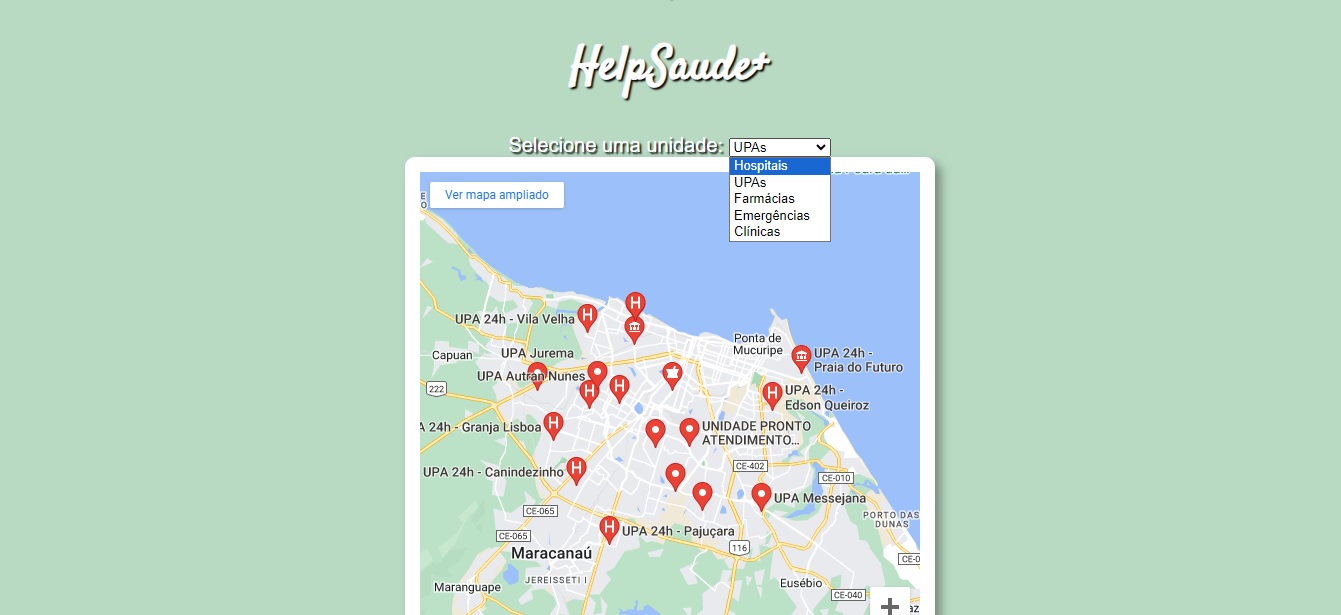 HelpSaude+
Selecione uma unidade: UPAs
Hospitais
UPAs
Farmácias
Emergências
Clínicas
Ver mapa ampliado
UPA 24h - Vila Velha
Ponta de
Mucuripe
UPA 24h -
Praia do Futuro
Capuan
UPA Jurema
UPA Autran Nunes
222
UPA 24h -
Edson Queiroz
A 24h - Granja Lisboa
UNIDADE PRONTO
ATENDIMENTO...
UPA 24h - Canindezinho
CE-402
CE-010
UPA Messejana
CE-065
PORTO DAS
DUNAS
CE-065
UPA 24h - Pajuçara
116
Maracanaú
CE-0
JEREISSETI I
Maranguape
Eusébio
CE-040
az
+